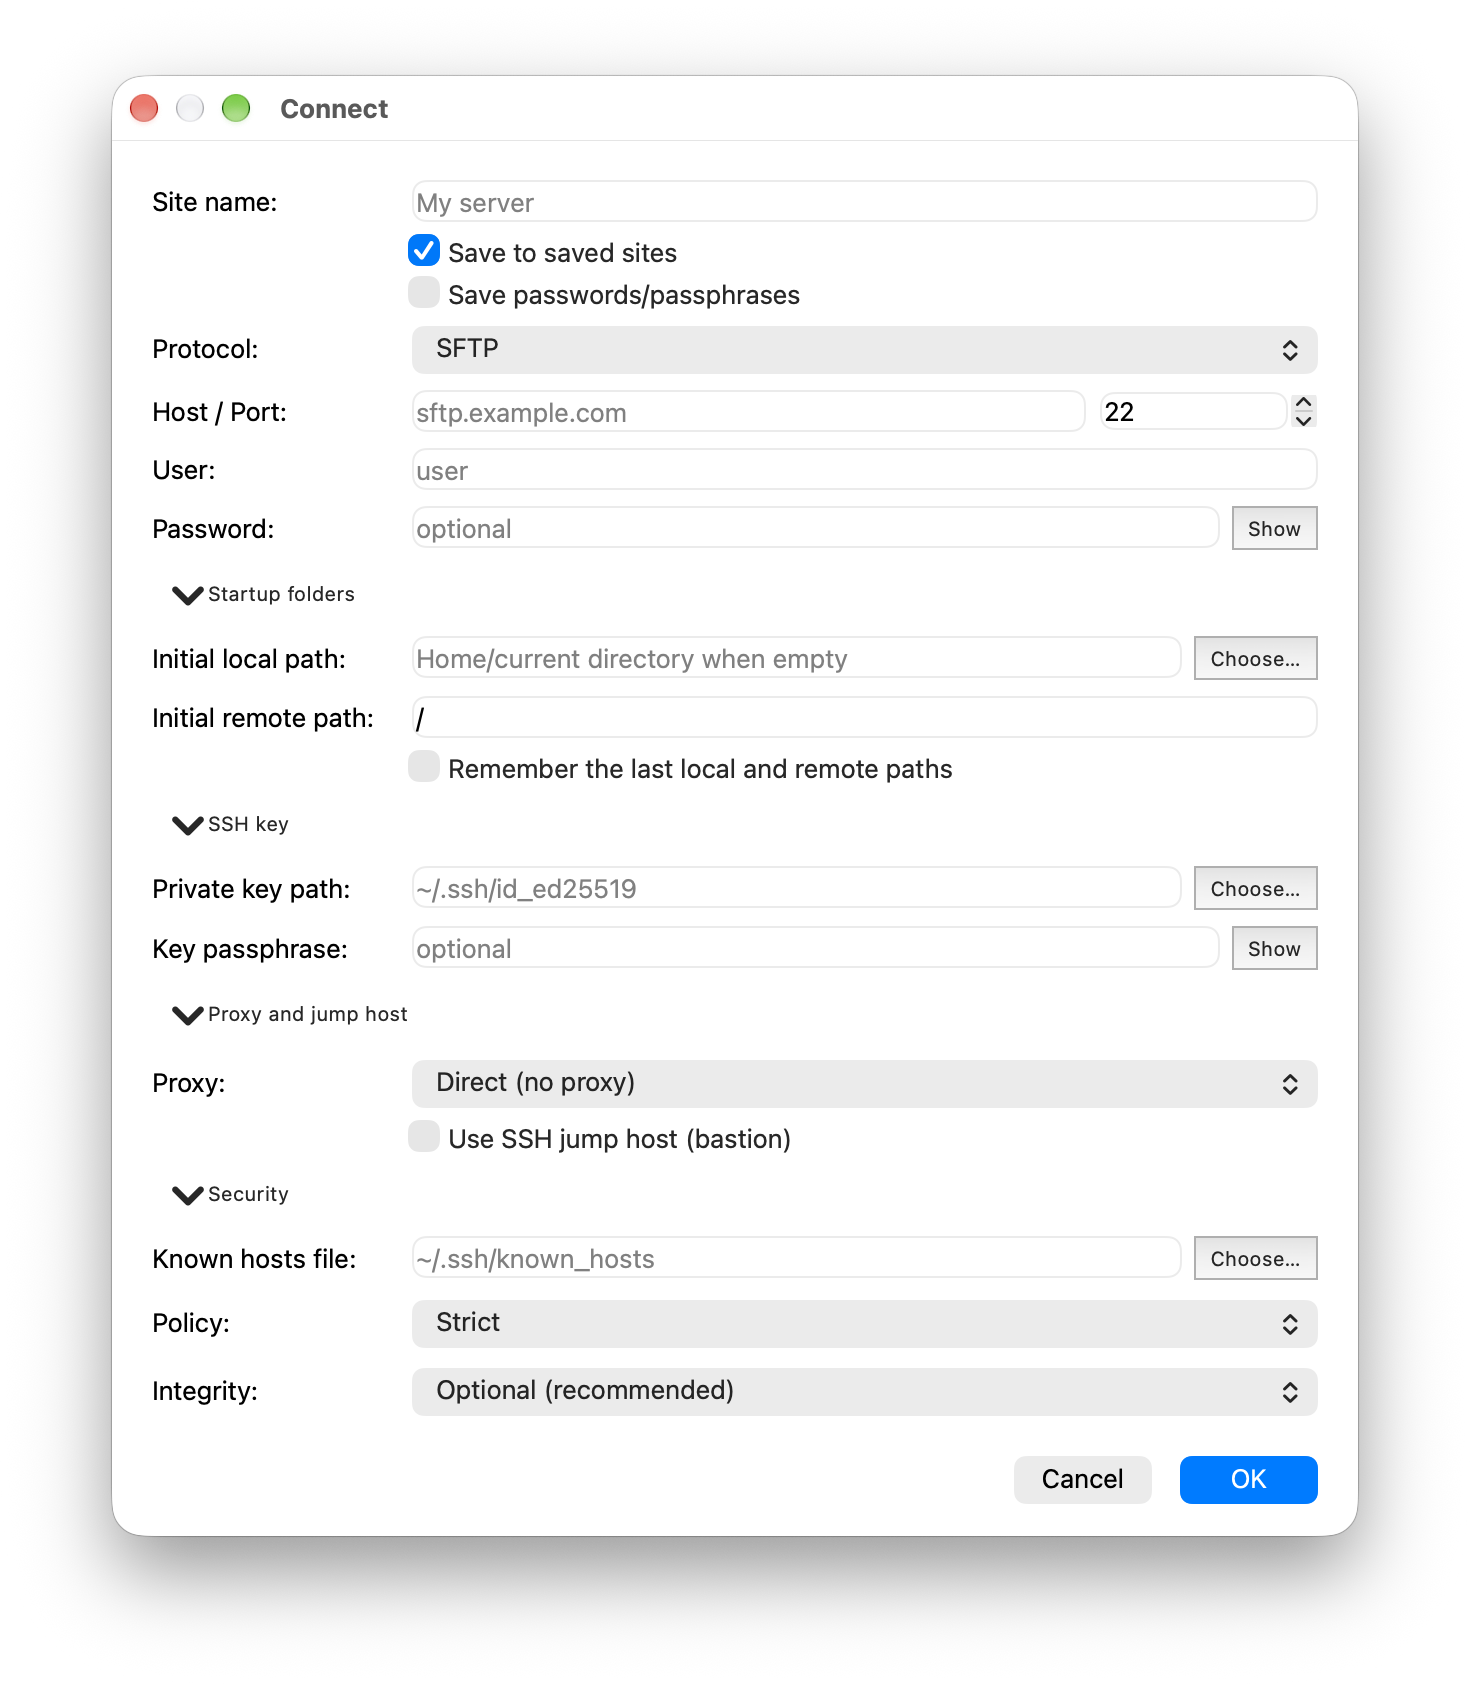 Connect
Site name: My server
Save to saved sites
Save passwords/passphrases
Protocol: SFTP
Host / Port: sftp.example.com 22
User: user
Password: optional Show
Startup folders
Initial local path: Home/current directory when empty Choose...
Initial remote path: /
Remember the last local and remote paths
SSH key
Private key path: ~/.ssh/id_ed25519 Choose...
Key passphrase: optional Show
Proxy and jump host
Proxy: Direct (no proxy)
Use SSH jump host (bastion)
Security
Known hosts file: ~/.ssh/known_hosts Choose...
Policy: Strict
Integrity: Optional (recommended)
Cancel OK